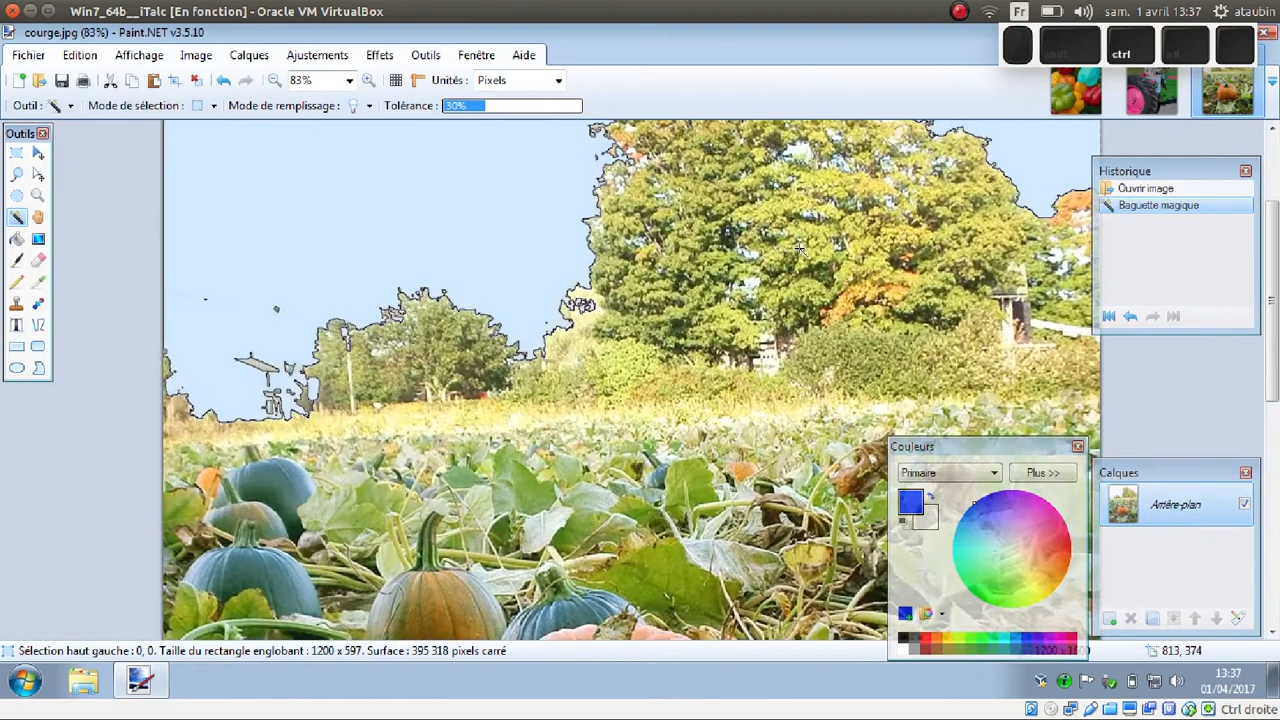 Win7_64b__iTalc [En fonction] - Oracle VM VirtualBox
Fr
sam. 1 avril 13:37
ataubin
courge.jpg (83%) - Paint.NET v3.5.10
shift
ctrl
alt
Fichier
Edition
Affichage
Image
Calques
Ajustements
Effets
Outils
Fenêtre
Aide
83%
Unités :
Pixels
Outil :
Mode de sélection :
Mode de remplissage :
Tolérance :
30%
Outils
Historique
Ouvrir image
Baguette magique
Couleurs
Primaire
Plus >>
Calques
Arrière-plan
Sélection haut gauche : 0, 0. Taille du rectangle englobant : 1200 x 597. Surface : 395 318 pixels carré
1200 x 1600
813, 374
13:37
01/04/2017
Ctrl droite